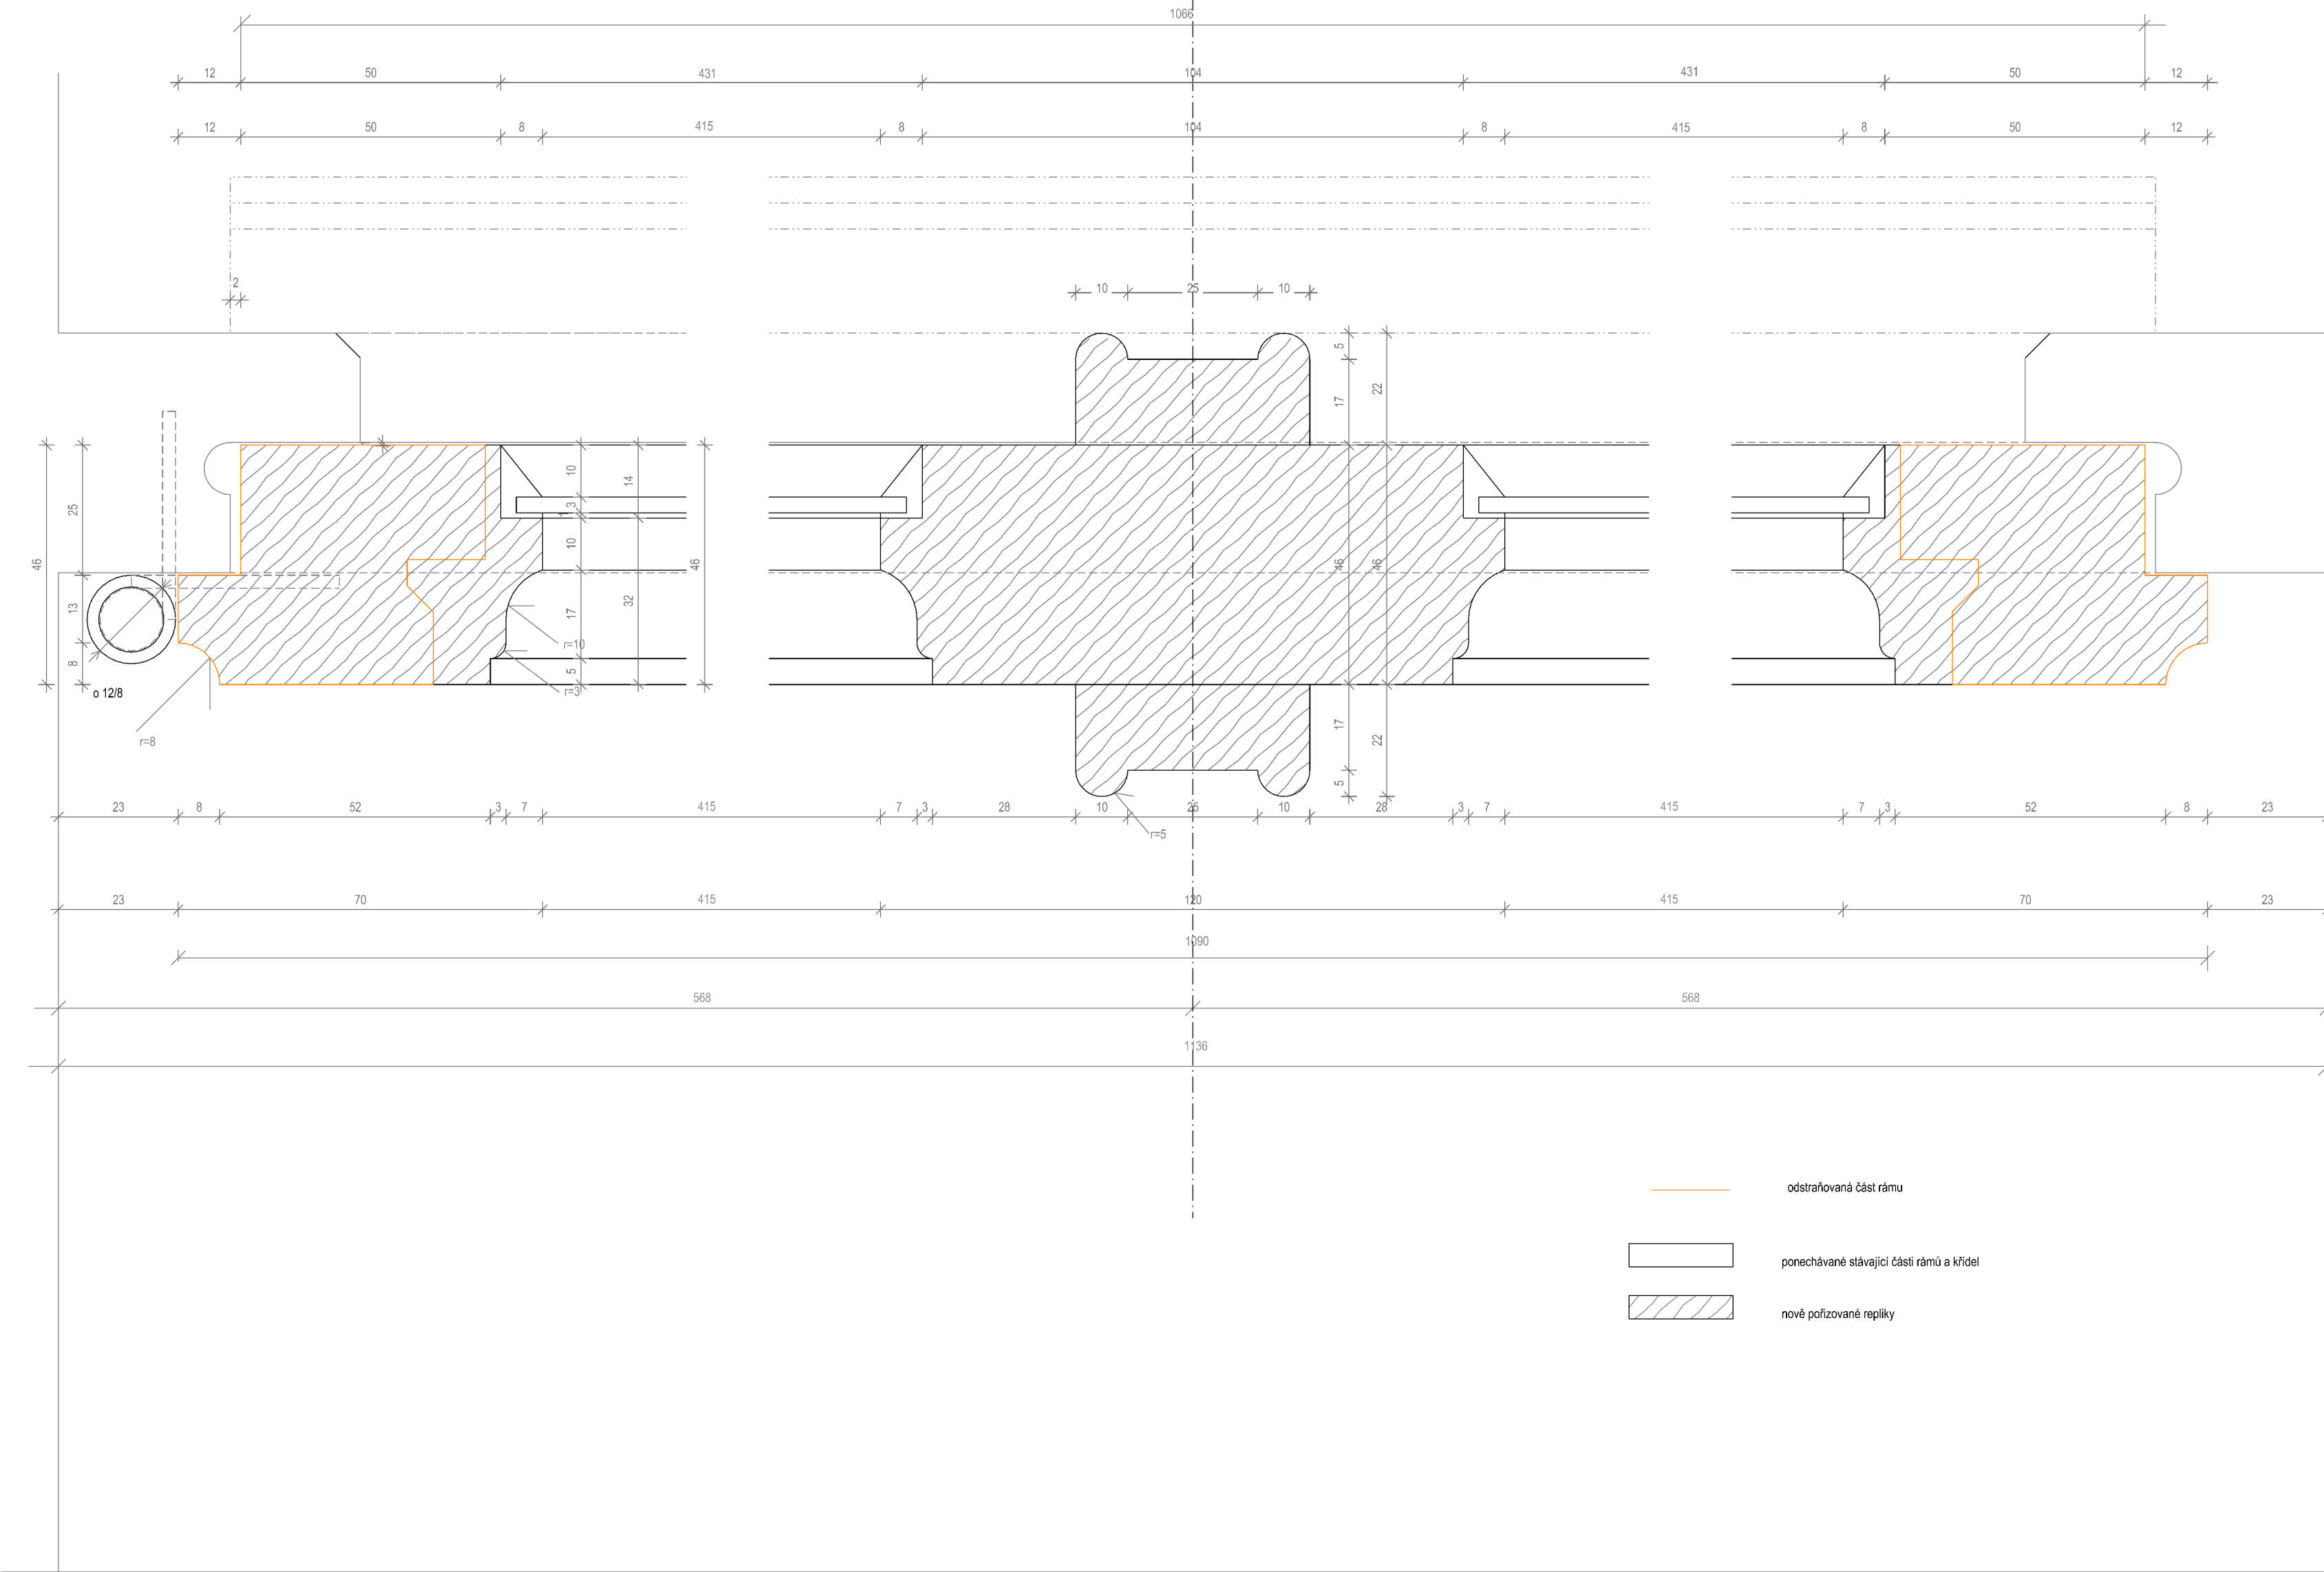 1066
12 50 431 104 431 50 12
12 50 8 415 8 104 8 415 8 50 12
2
10 25 10
5
17
22
10
14
3
1
25
46
10
46
46
46
13
17
32
r=10
8
5
r=3
o 12/8
r=8
17
22
5
23 8 52 3 7 415 7 3 28 10 25 10 28 3 7 415 7 3 52 8 23
r=5
23 70 415 120 415 70 23
1090
568 568
1136
odstraňovaná část rámu
ponechávané stávající části rámů a křídel
nově pořizované repliky